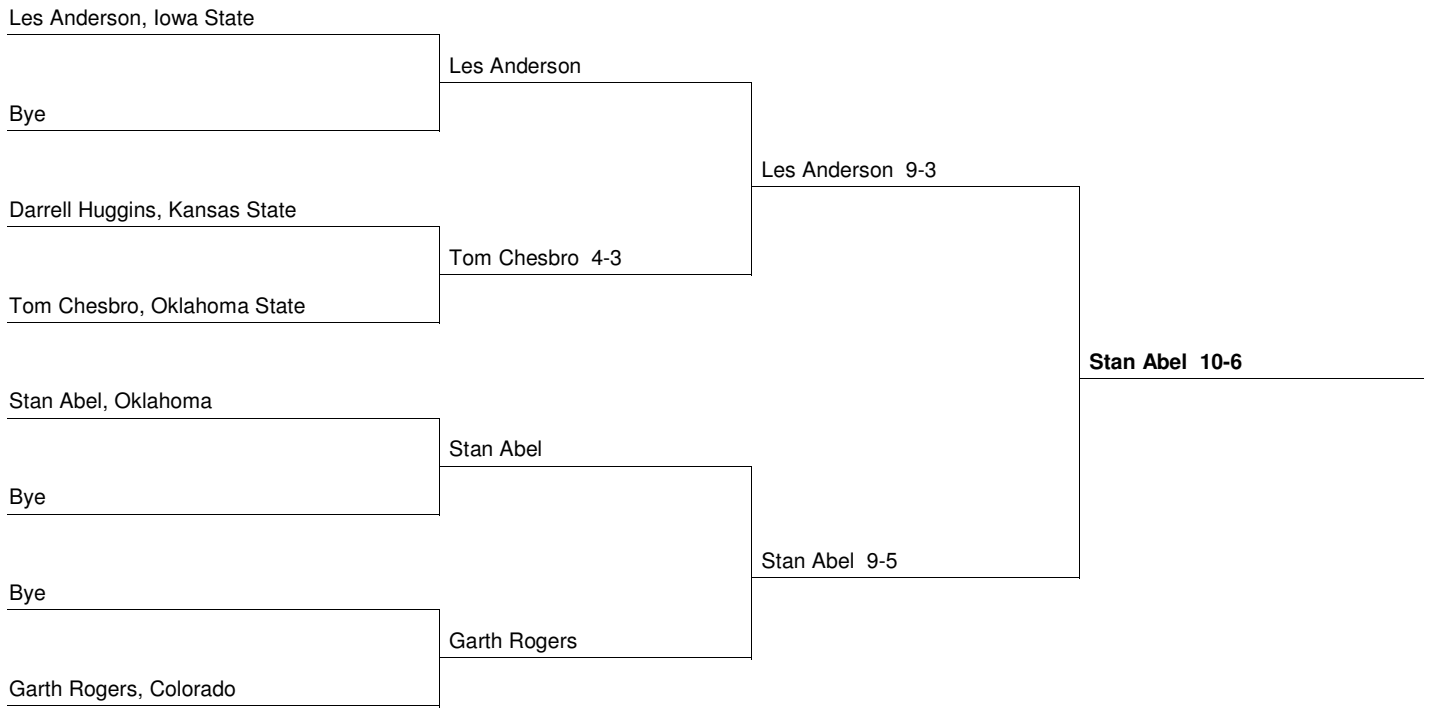 Les Anderson, Iowa State
Les Anderson
Bye
Les Anderson 9-3
Darrell Huggins, Kansas State
Tom Chesbro 4-3
Tom Chesbro, Oklahoma State
Stan Abel 10-6
Stan Abel, Oklahoma
Stan Abel
Bye
Stan Abel 9-5
Bye
Garth Rogers
Garth Rogers, Colorado